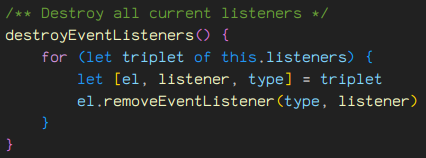 /** Destroy all current listeners */
destroyEventListeners() {
    for (let triplet of this.listeners) {
        let [el, listener, type] = triplet
        el.removeEventListener(type, listener)
    }
}